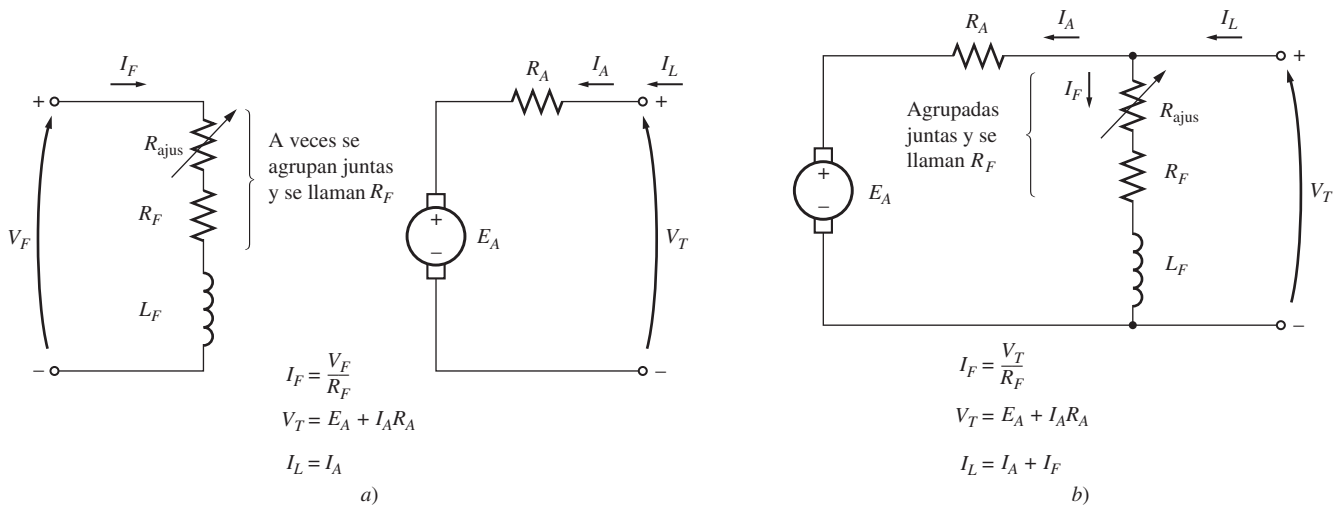 I_F
+
R_ajus
A veces se
agrupan juntas
y se llaman R_F
R_F
V_F
L_F
−
R_A
I_A
I_L
+
+
−
E_A
V_T
−
I_F = V_F / R_F
V_T = E_A + I_A R_A
I_L = I_A
a)
R_A
I_A
I_L
+
I_F
R_ajus
Agrupadas
juntas y se
llaman R_F
R_F
+
−
E_A
V_T
L_F
−
I_F = V_T / R_F
V_T = E_A + I_A R_A
I_L = I_A + I_F
b)